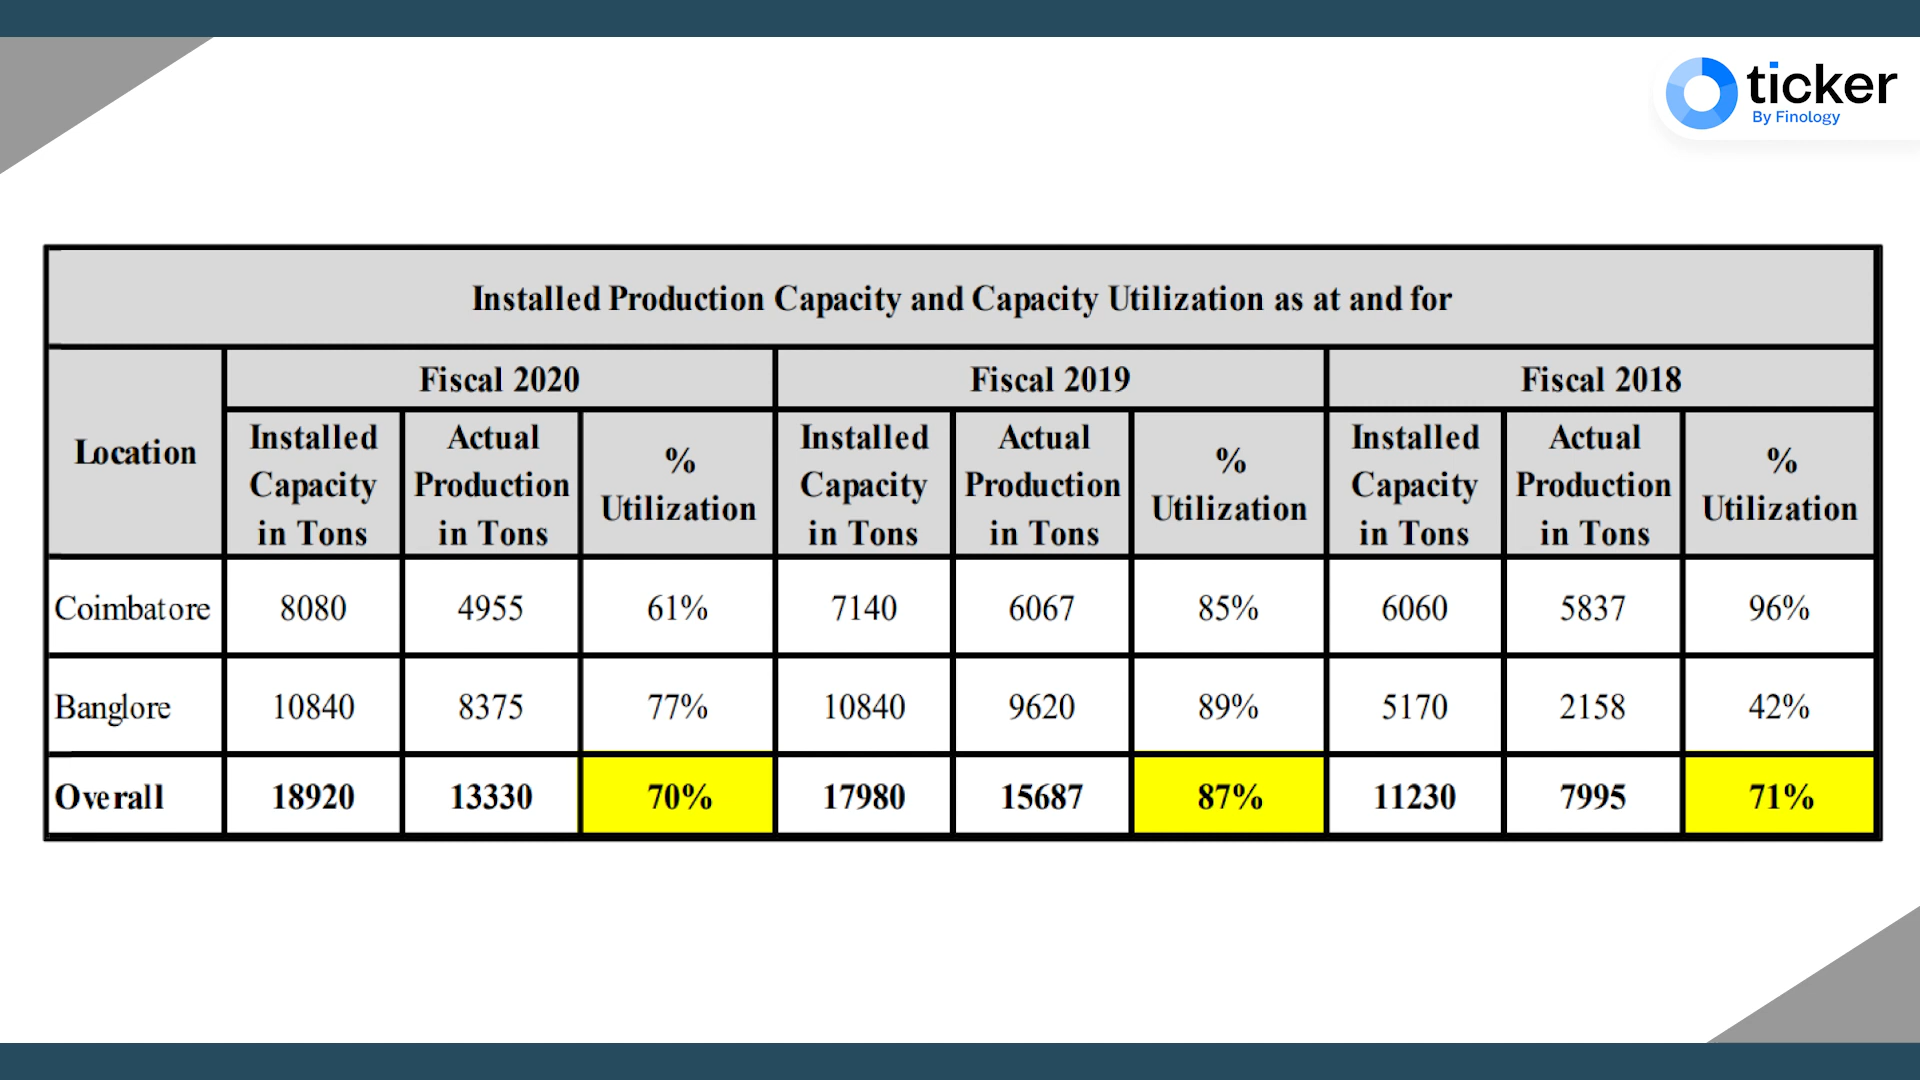 ticker
By Finology
Installed Production Capacity and Capacity Utilization as at and for
Location
Fiscal 2020
Fiscal 2019
Fiscal 2018
Installed
Capacity
in Tons
Actual
Production
in Tons
%
Utilization
Installed
Capacity
in Tons
Actual
Production
in Tons
%
Utilization
Installed
Capacity
in Tons
Actual
Production
in Tons
%
Utilization
Coimbatore 8080 4955 61% 7140 6067 85% 6060 5837 96%
Banglore 10840 8375 77% 10840 9620 89% 5170 2158 42%
Overall 18920 13330 70% 17980 15687 87% 11230 7995 71%